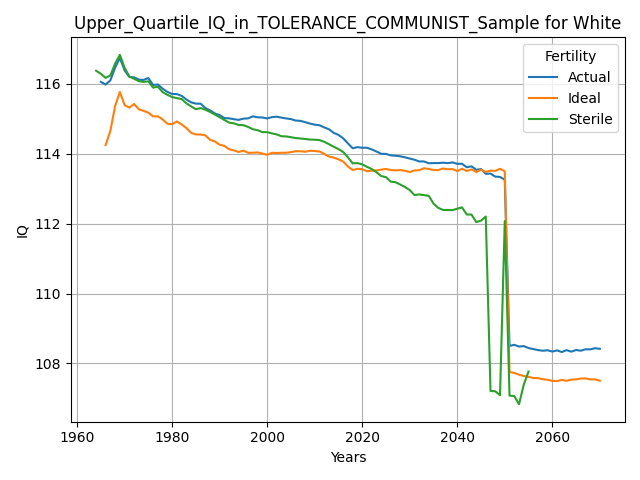 Upper_Quartile_IQ_in_TOLERANCE_COMMUNIST_Sample for White
Fertility
Actual
Ideal
Sterile
116
114
112
110
108
IQ
1960
1980
2000
2020
2040
2060
Years